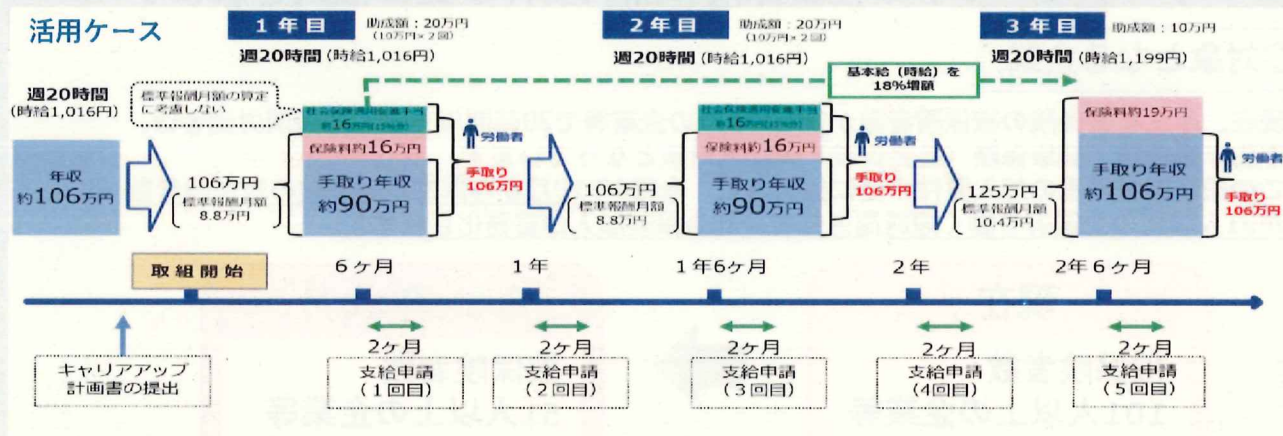 活用ケース
1年目
助成額：20万円
(10万円×2回)
週20時間 (時給1,016円)
2年目
助成額：20万円
(10万円×2回)
週20時間 (時給1,016円)
3年目
助成額：10万円
週20時間 (時給1,199円)
基本給（時給）を
18％増額
週20時間
(時給1,016円)
標準報酬月額の算定
に考慮しない
年収
約106万円
106万円
標準報酬月額
8.8万円
社会保険適用促進手当
約16万円(15%分)
保険料約16万円
手取り年収
約90万円
労働者
手取り
106万円
106万円
標準報酬月額
8.8万円
社会保険適用促進手当
約16万円(15%分)
保険料約16万円
手取り年収
約90万円
労働者
手取り
106万円
125万円
標準報酬月額
10.4万円
保険料約19万円
手取り年収
約106万円
労働者
手取り
106万円
取組開始
6ヶ月
1年
1年6ヶ月
2年
2年6ヶ月
キャリアアップ
計画書の提出
2ヶ月
支給申請
（1回目）
2ヶ月
支給申請
（2回目）
2ヶ月
支給申請
（3回目）
2ヶ月
支給申請
（4回目）
2ヶ月
支給申請
（5回目）